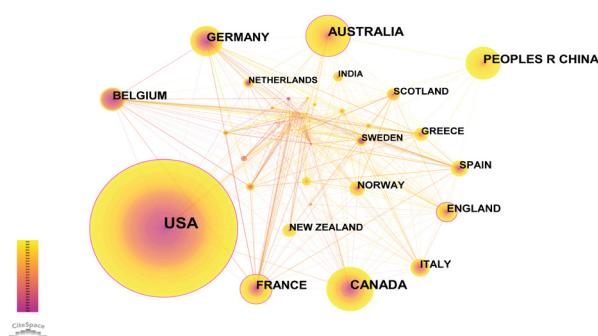 GERMANY
AUSTRALIA
PEOPLES R CHINA
NETHERLANDS
INDIA
BELGIUM
SCOTLAND
SWEDEN
GREECE
SPAIN
NORWAY
USA
ENGLAND
NEW ZEALAND
ITALY
FRANCE
CANADA
CiteSpace